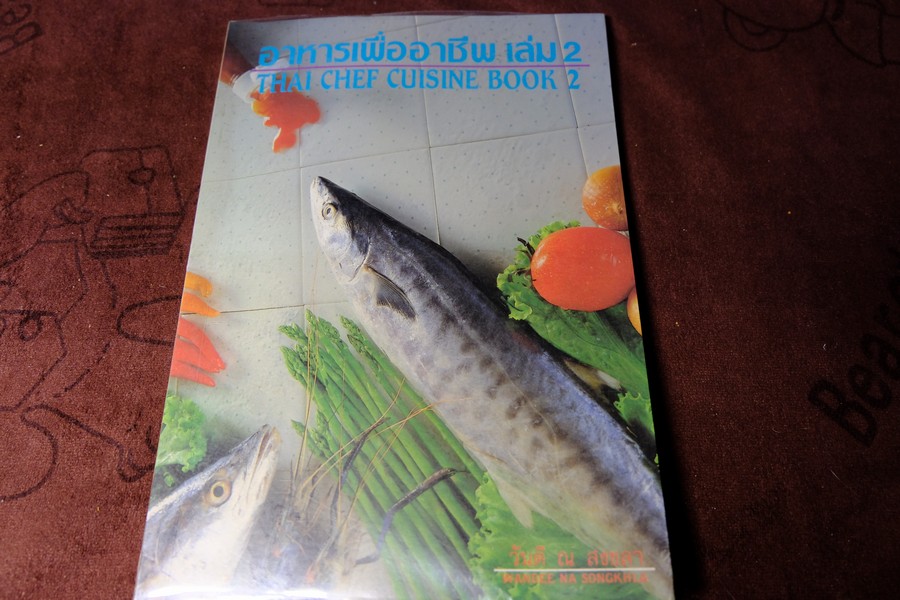 อาหารเพื่ออาชีพ เล่ม 2
THAI CHEF CUISINE BOOK 2
วันดี ณ สงขลา
WANDEE NA SONGKHLA
Bear